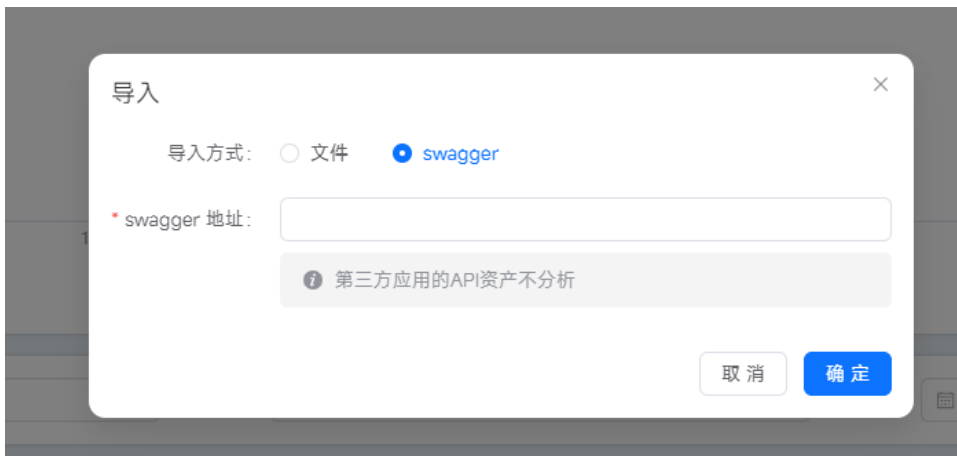 导入
导入方式: 文件 swagger
* swagger 地址:
1
第三方应用的API资产不分析
取消 确定